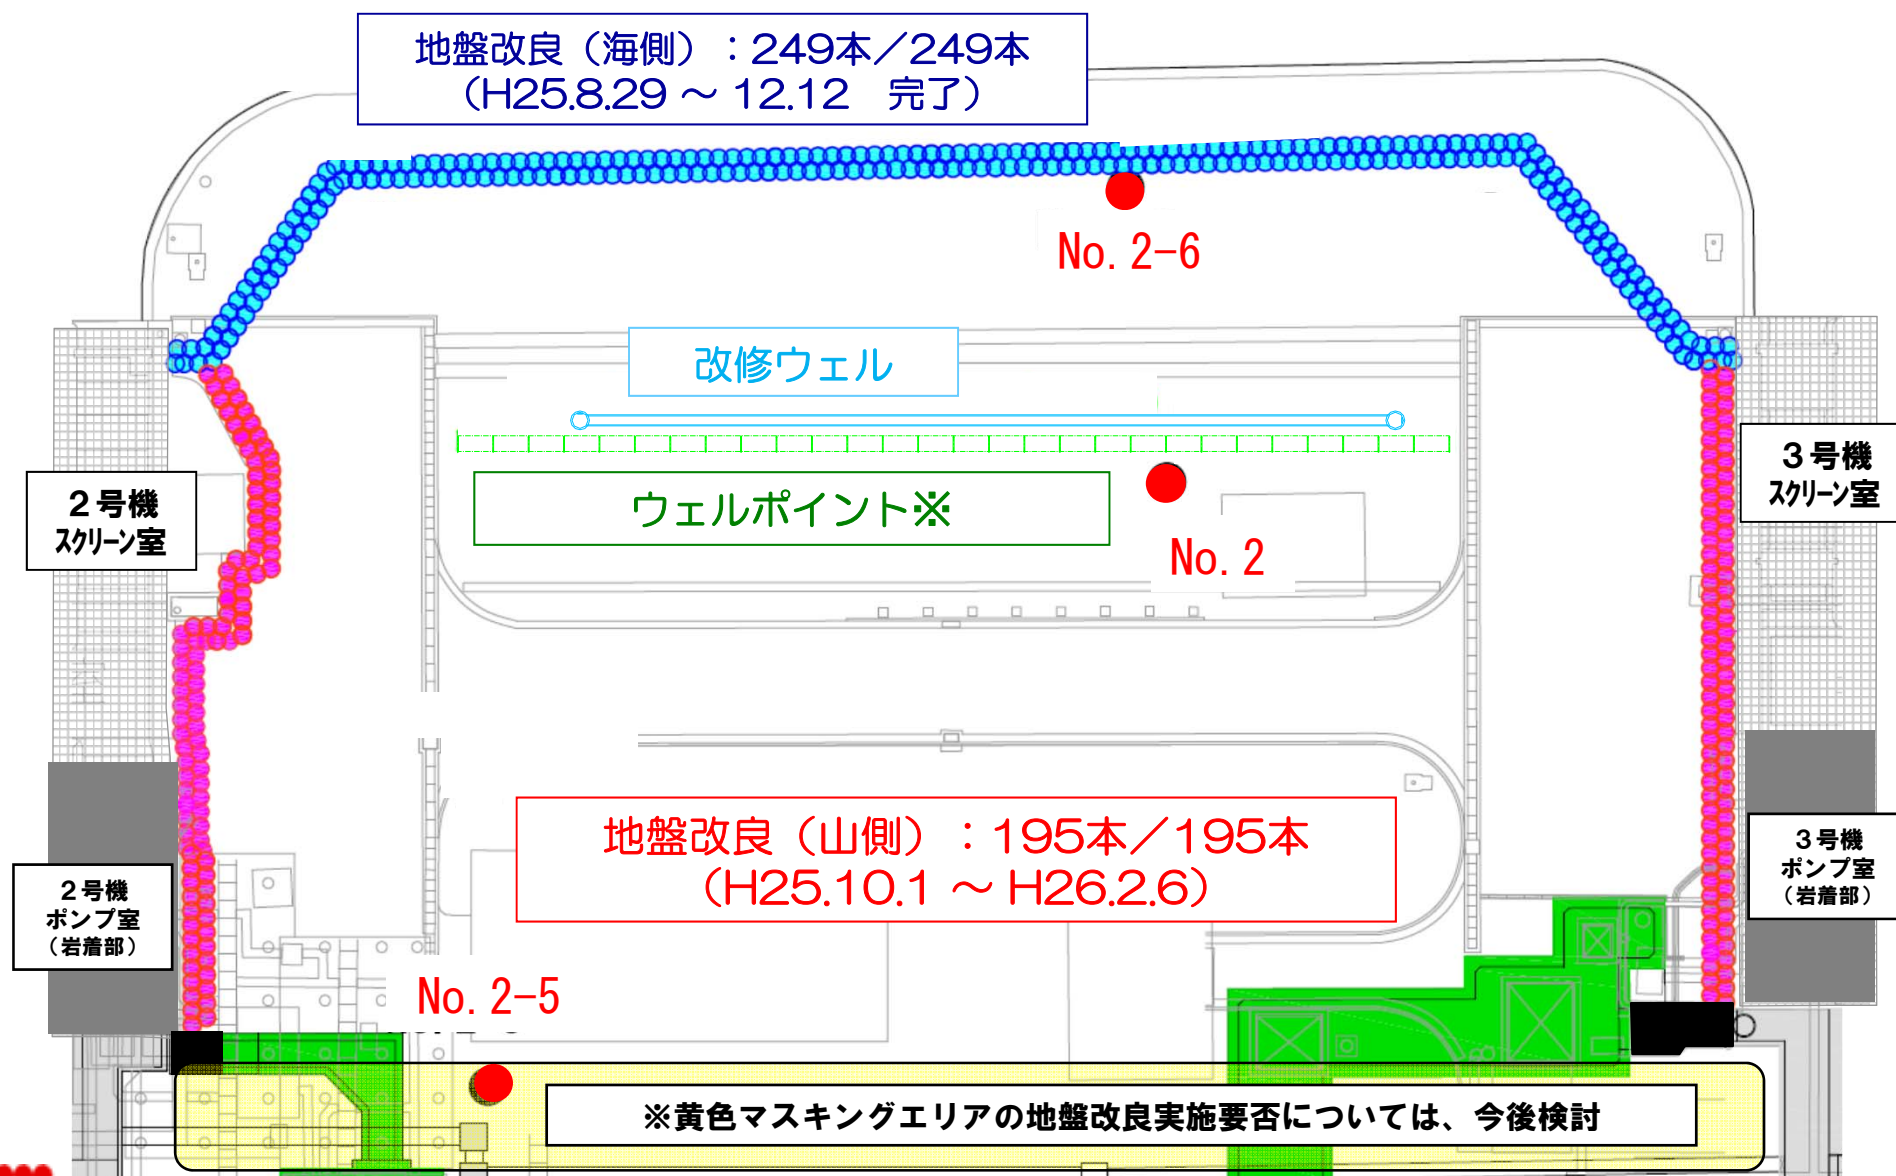 地盤改良（海側）：249本／249本
（H25.8.29 ～ 12.12　完了）
No. 2-6
改修ウェル
２号機
ｽｸﾘｰﾝ室
３号機
ｽｸﾘｰﾝ室
ウェルポイント※
No. 2
地盤改良（山側）：195本／195本
（H25.10.1 ～ H26.2.6）
２号機
ポンプ室
（岩着部）
３号機
ポンプ室
（岩着部）
No. 2-5
※黄色マスキングエリアの地盤改良実施要否については、今後検討